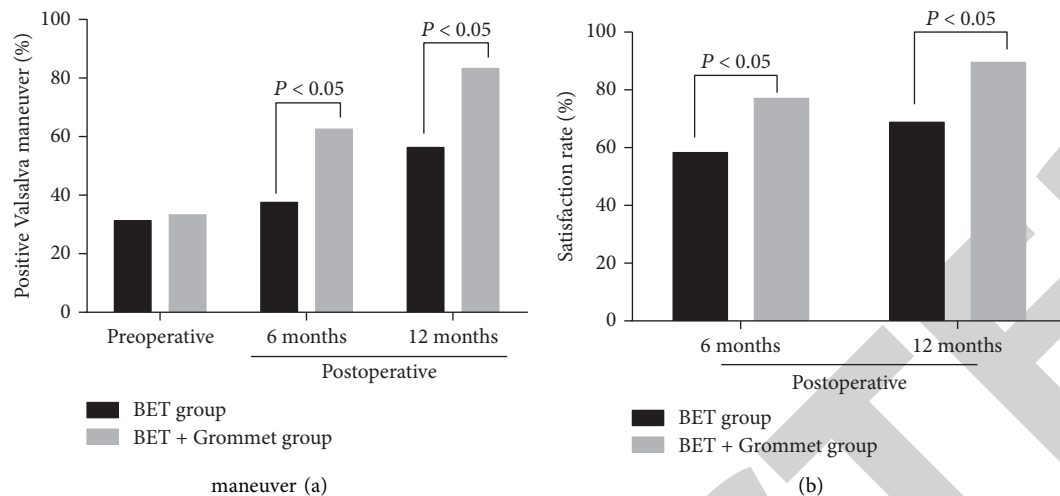 Positive Valsalva maneuver (%)
100
80
60
40
20
0
P < 0.05
P < 0.05
Preoperative
6 months
12 months
Postoperative
BET group
BET + Grommet group
maneuver (a)
Satisfaction rate (%)
100
80
60
40
20
0
P < 0.05
P < 0.05
6 months
12 months
Postoperative
BET group
BET + Grommet group
(b)